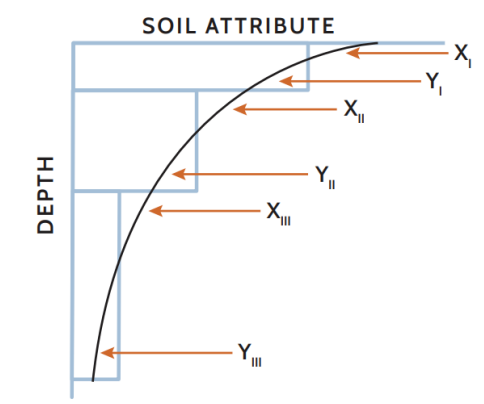 SOIL ATTRIBUTE
X_I
Y_I
X_II
Y_II
DEPTH
X_III
Y_III